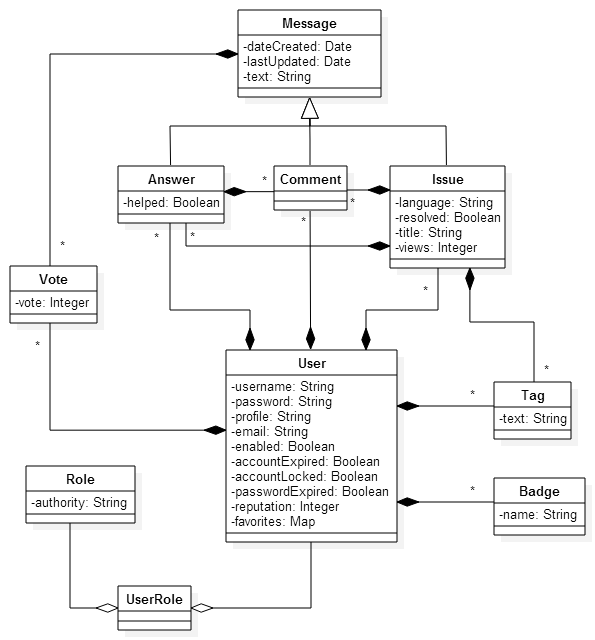 Message
-dateCreated: Date
-lastUpdated: Date
-text: String
Answer
-helped: Boolean
*
Comment
*
Issue
-language: String
-resolved: Boolean
-title: String
-views: Integer
*
*
*
*
*
Vote
-vote: Integer
*
User
-username: String
-password: String
-profile: String
-email: String
-enabled: Boolean
-accountExpired: Boolean
-accountLocked: Boolean
-passwordExpired: Boolean
-reputation: Integer
-favorites: Map
*
*
Tag
-text: String
Role
-authority: String
*
Badge
-name: String
UserRole